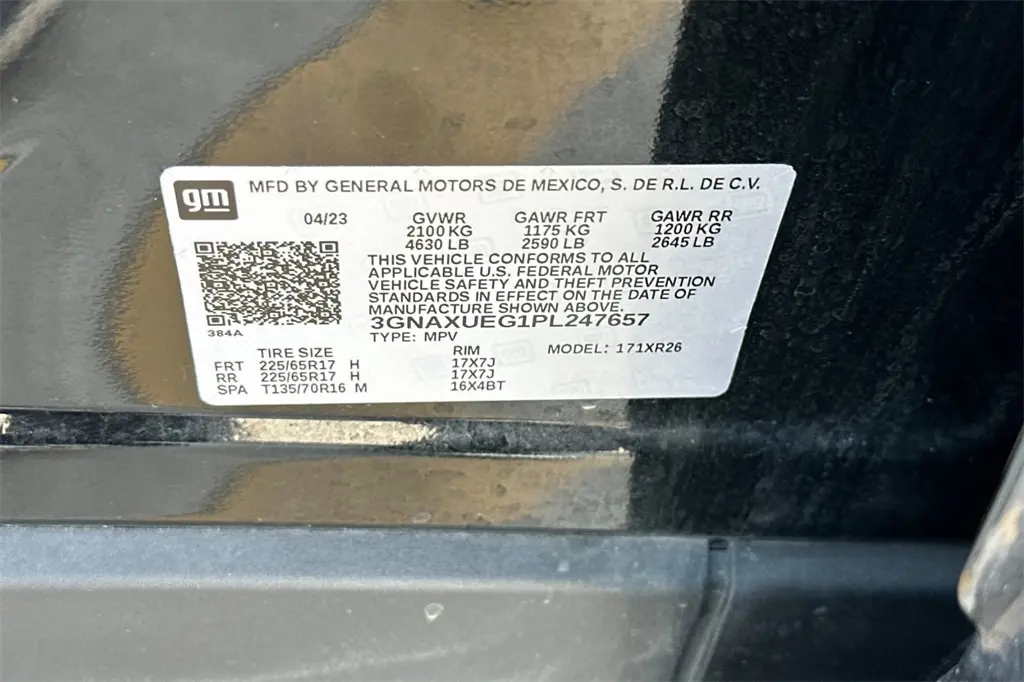 gm MFD BY GENERAL MOTORS DE MEXICO, S. DE R.L. DE C.V.
04/23 GVWR GAWR FRT GAWR RR
2100 KG 1175 KG 1200 KG
4630 LB 2590 LB 2645 LB
THIS VEHICLE CONFORMS TO ALL
APPLICABLE U.S. FEDERAL MOTOR
VEHICLE SAFETY AND THEFT PREVENTION
STANDARDS IN EFFECT ON THE DATE OF
MANUFACTURE SHOWN ABOVE.
3GNAXUEG1PL247657
384A
TYPE: MPV
TIRE SIZE RIM MODEL: 171XR26
FRT 225/65R17 H 17X7J
RR 225/65R17 H 17X7J
SPA T135/70R16 M 16X4BT